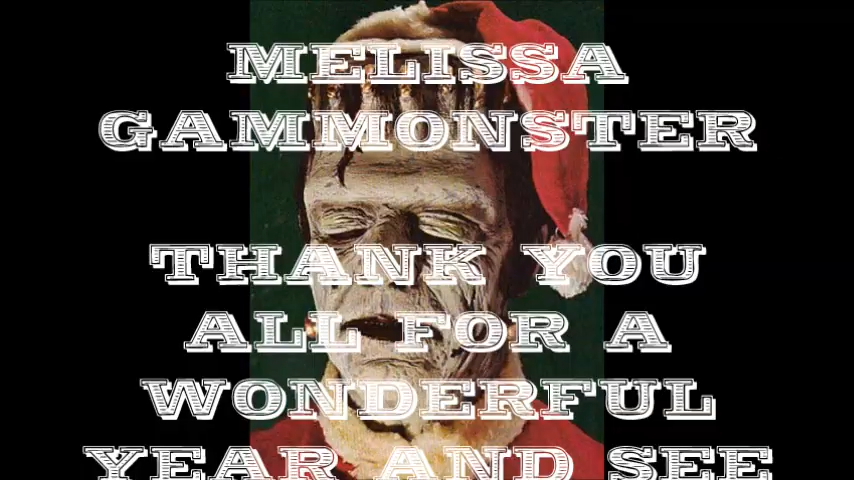 MELISSA
GAMMONSTER
THANK YOU
ALL FOR A
WONDERFUL
YEAR AND SEE